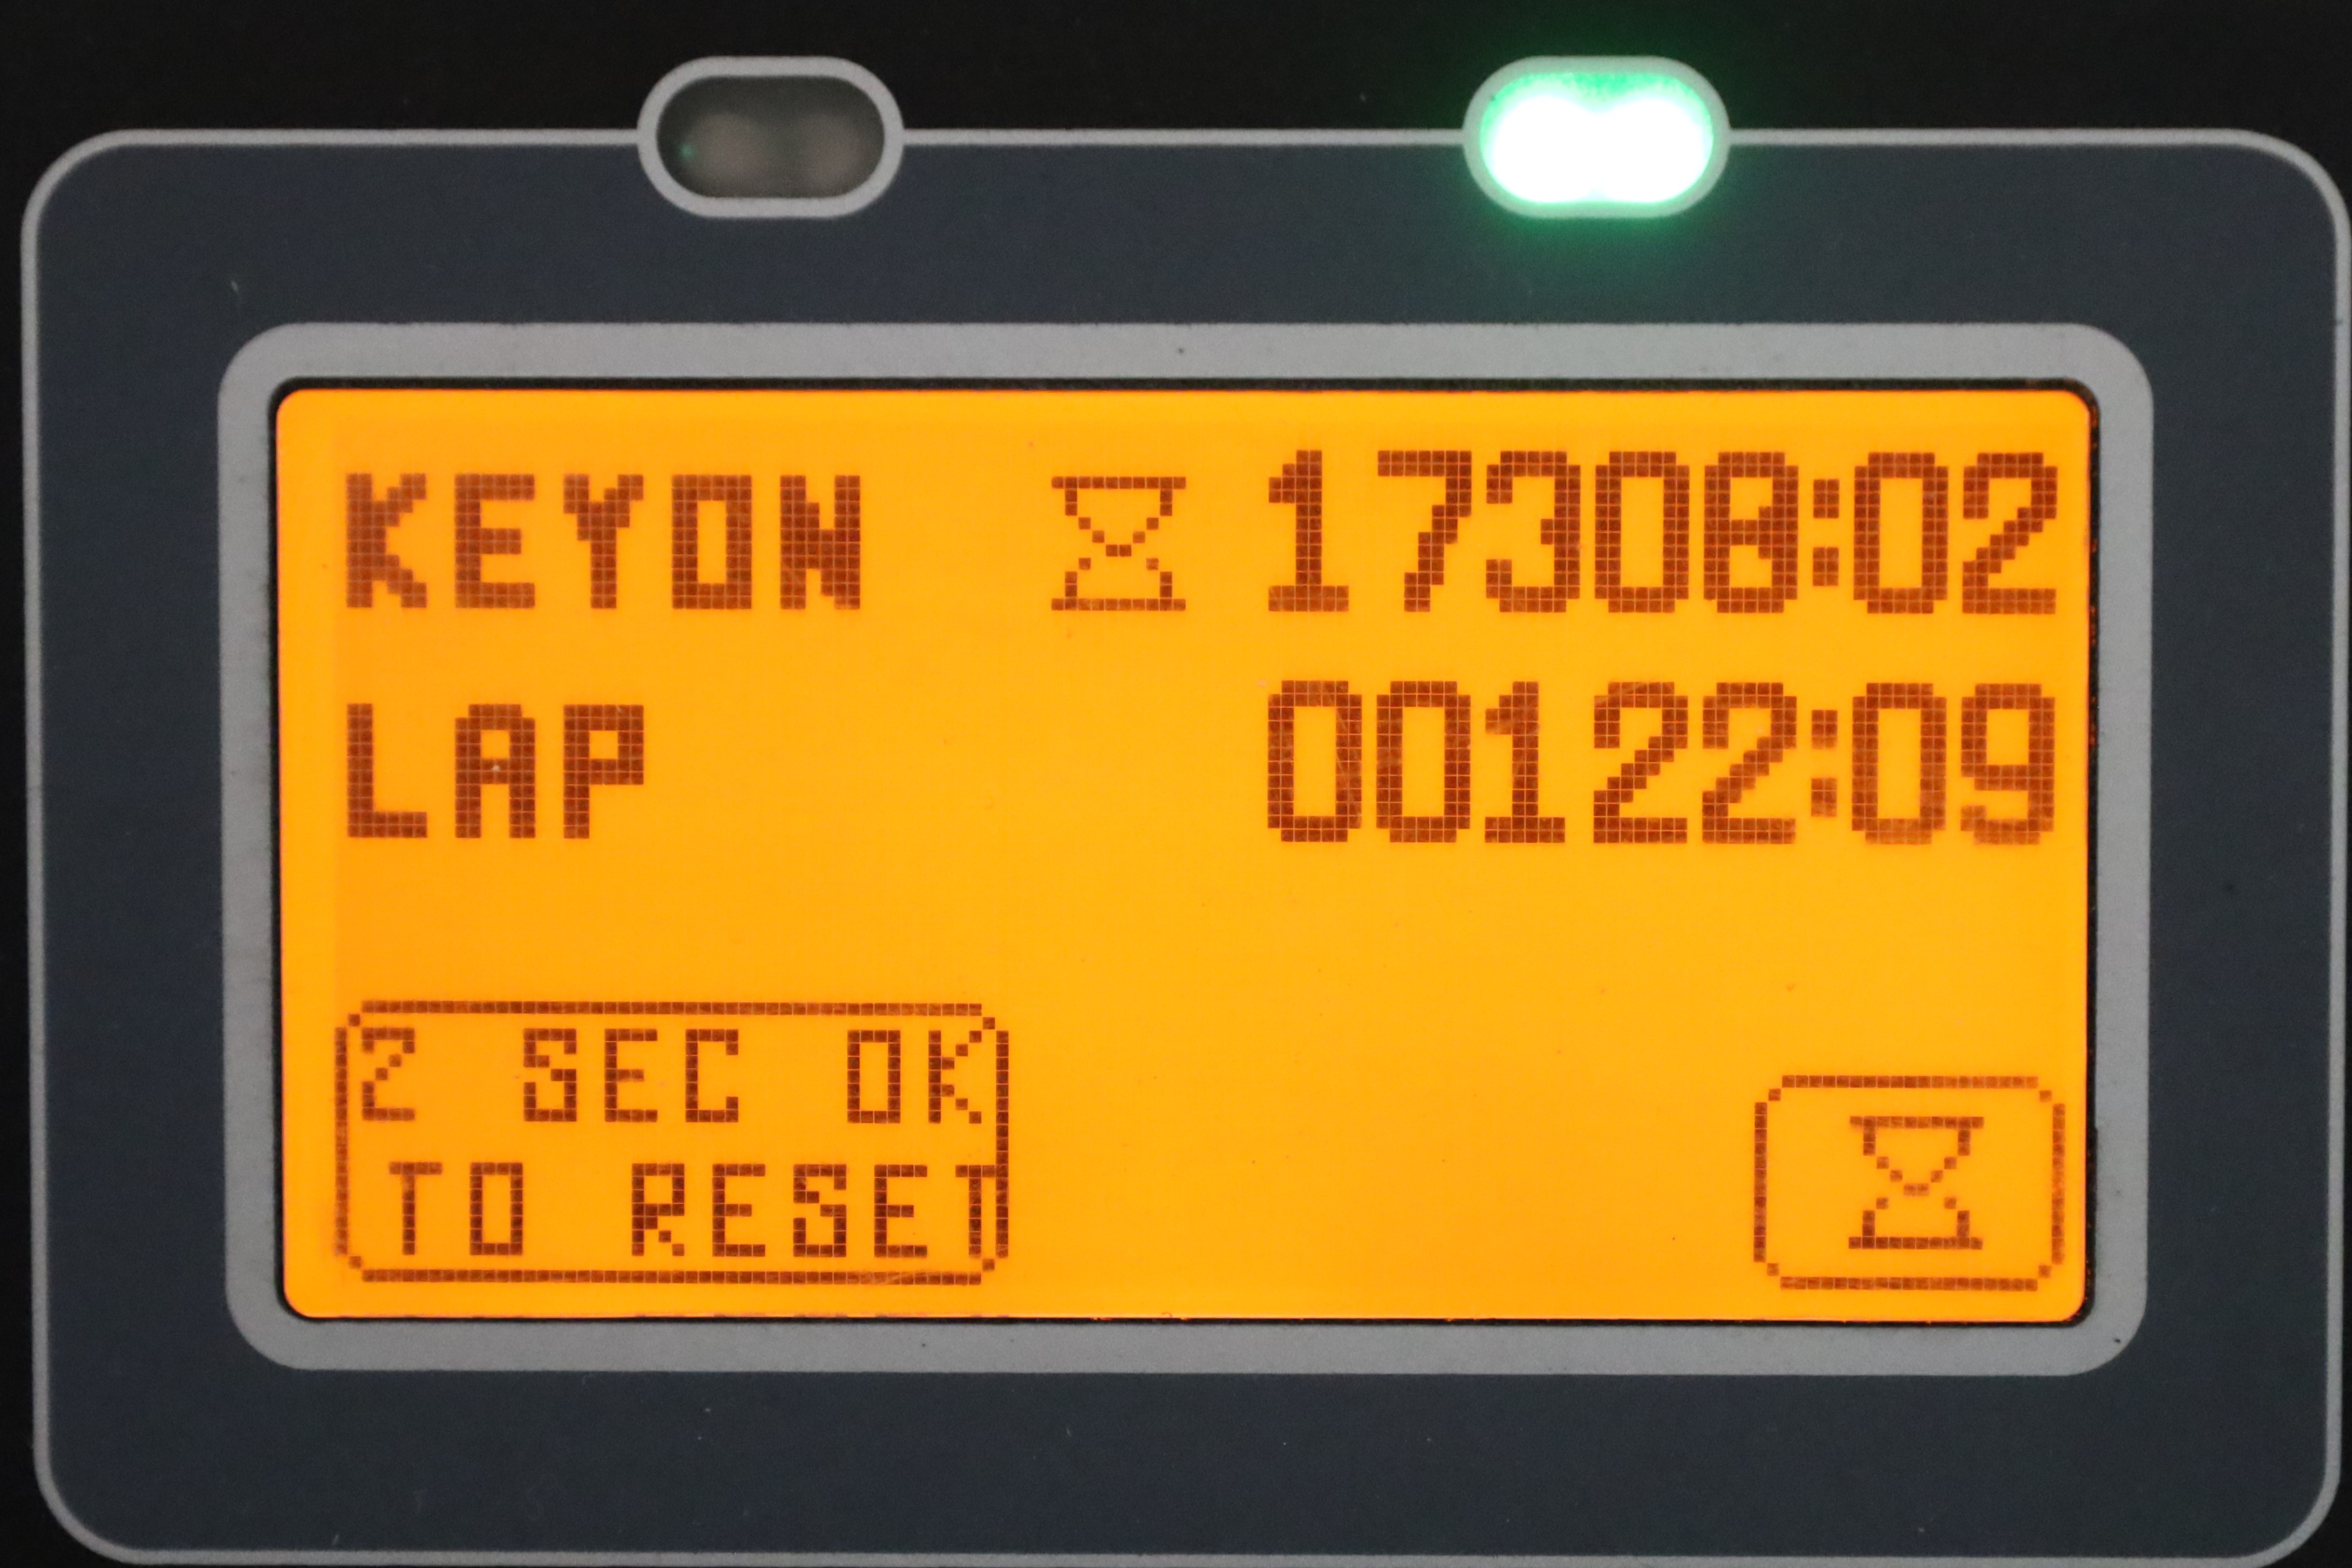 KEYON 17308:02
LAP 00122:09
2 SEC OK
TO RESET